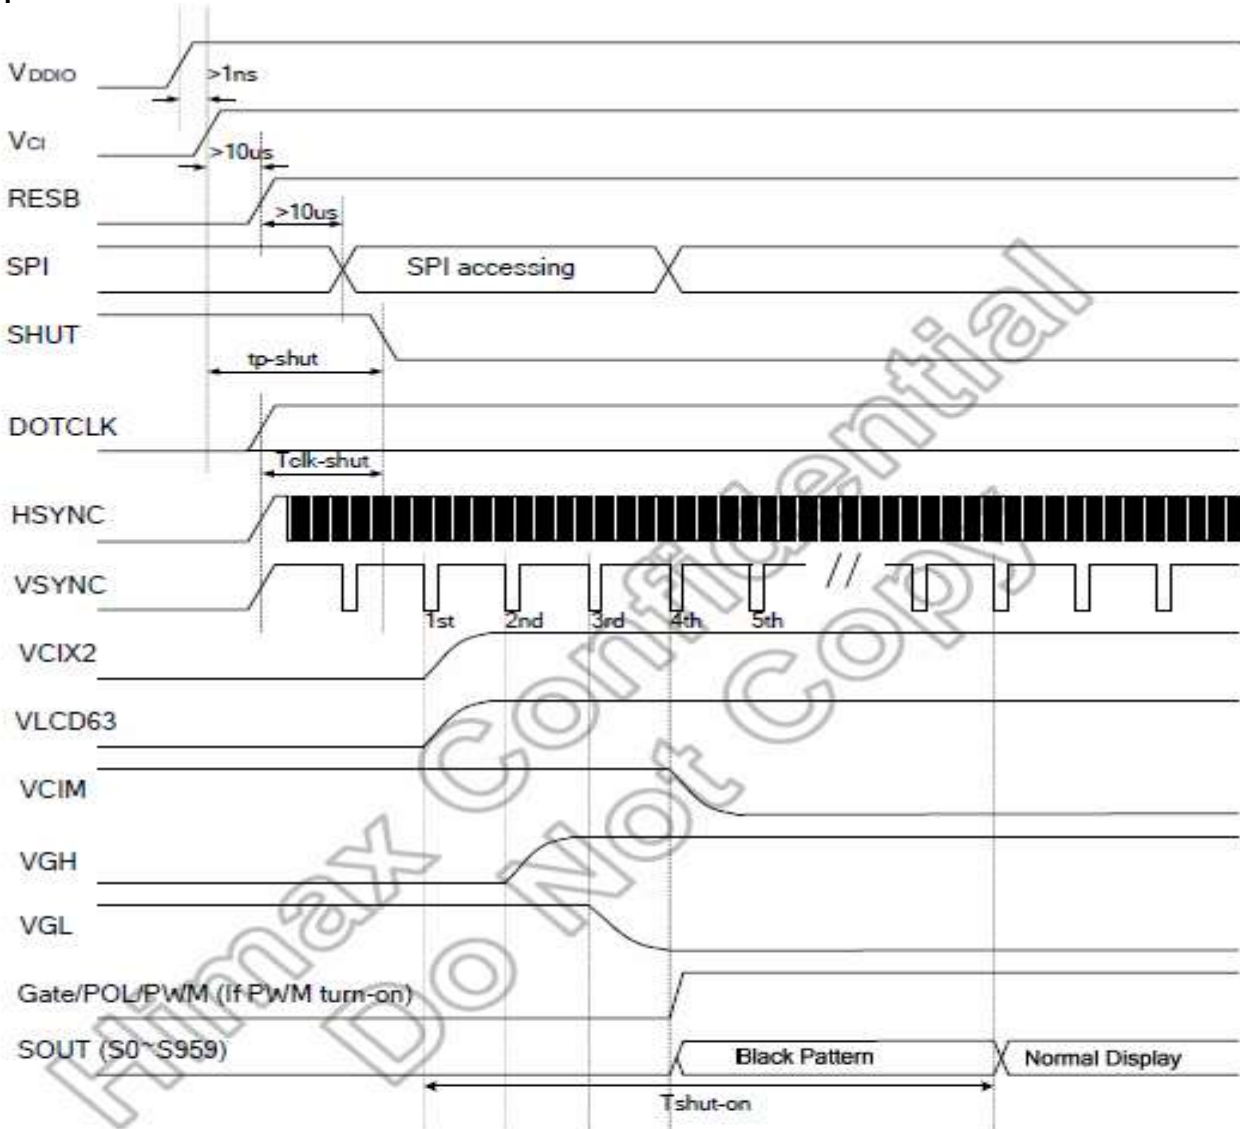 VDDIO
>1ns
VCI
>10us
RESB
>10us
SPI
SPI accessing
SHUT
tp-shut
DOTCLK
Tclk-shut
HSYNC
VSYNC
//
1st 2nd 3rd 4th 5th
VCIX2
VLCD63
VCIM
VGH
VGL
Gate/POL/PWM (If PWM turn-on)
SOUT (S0~S959)
Black Pattern
Normal Display
Tshut-on
Himax Confidential
Do Not Copy